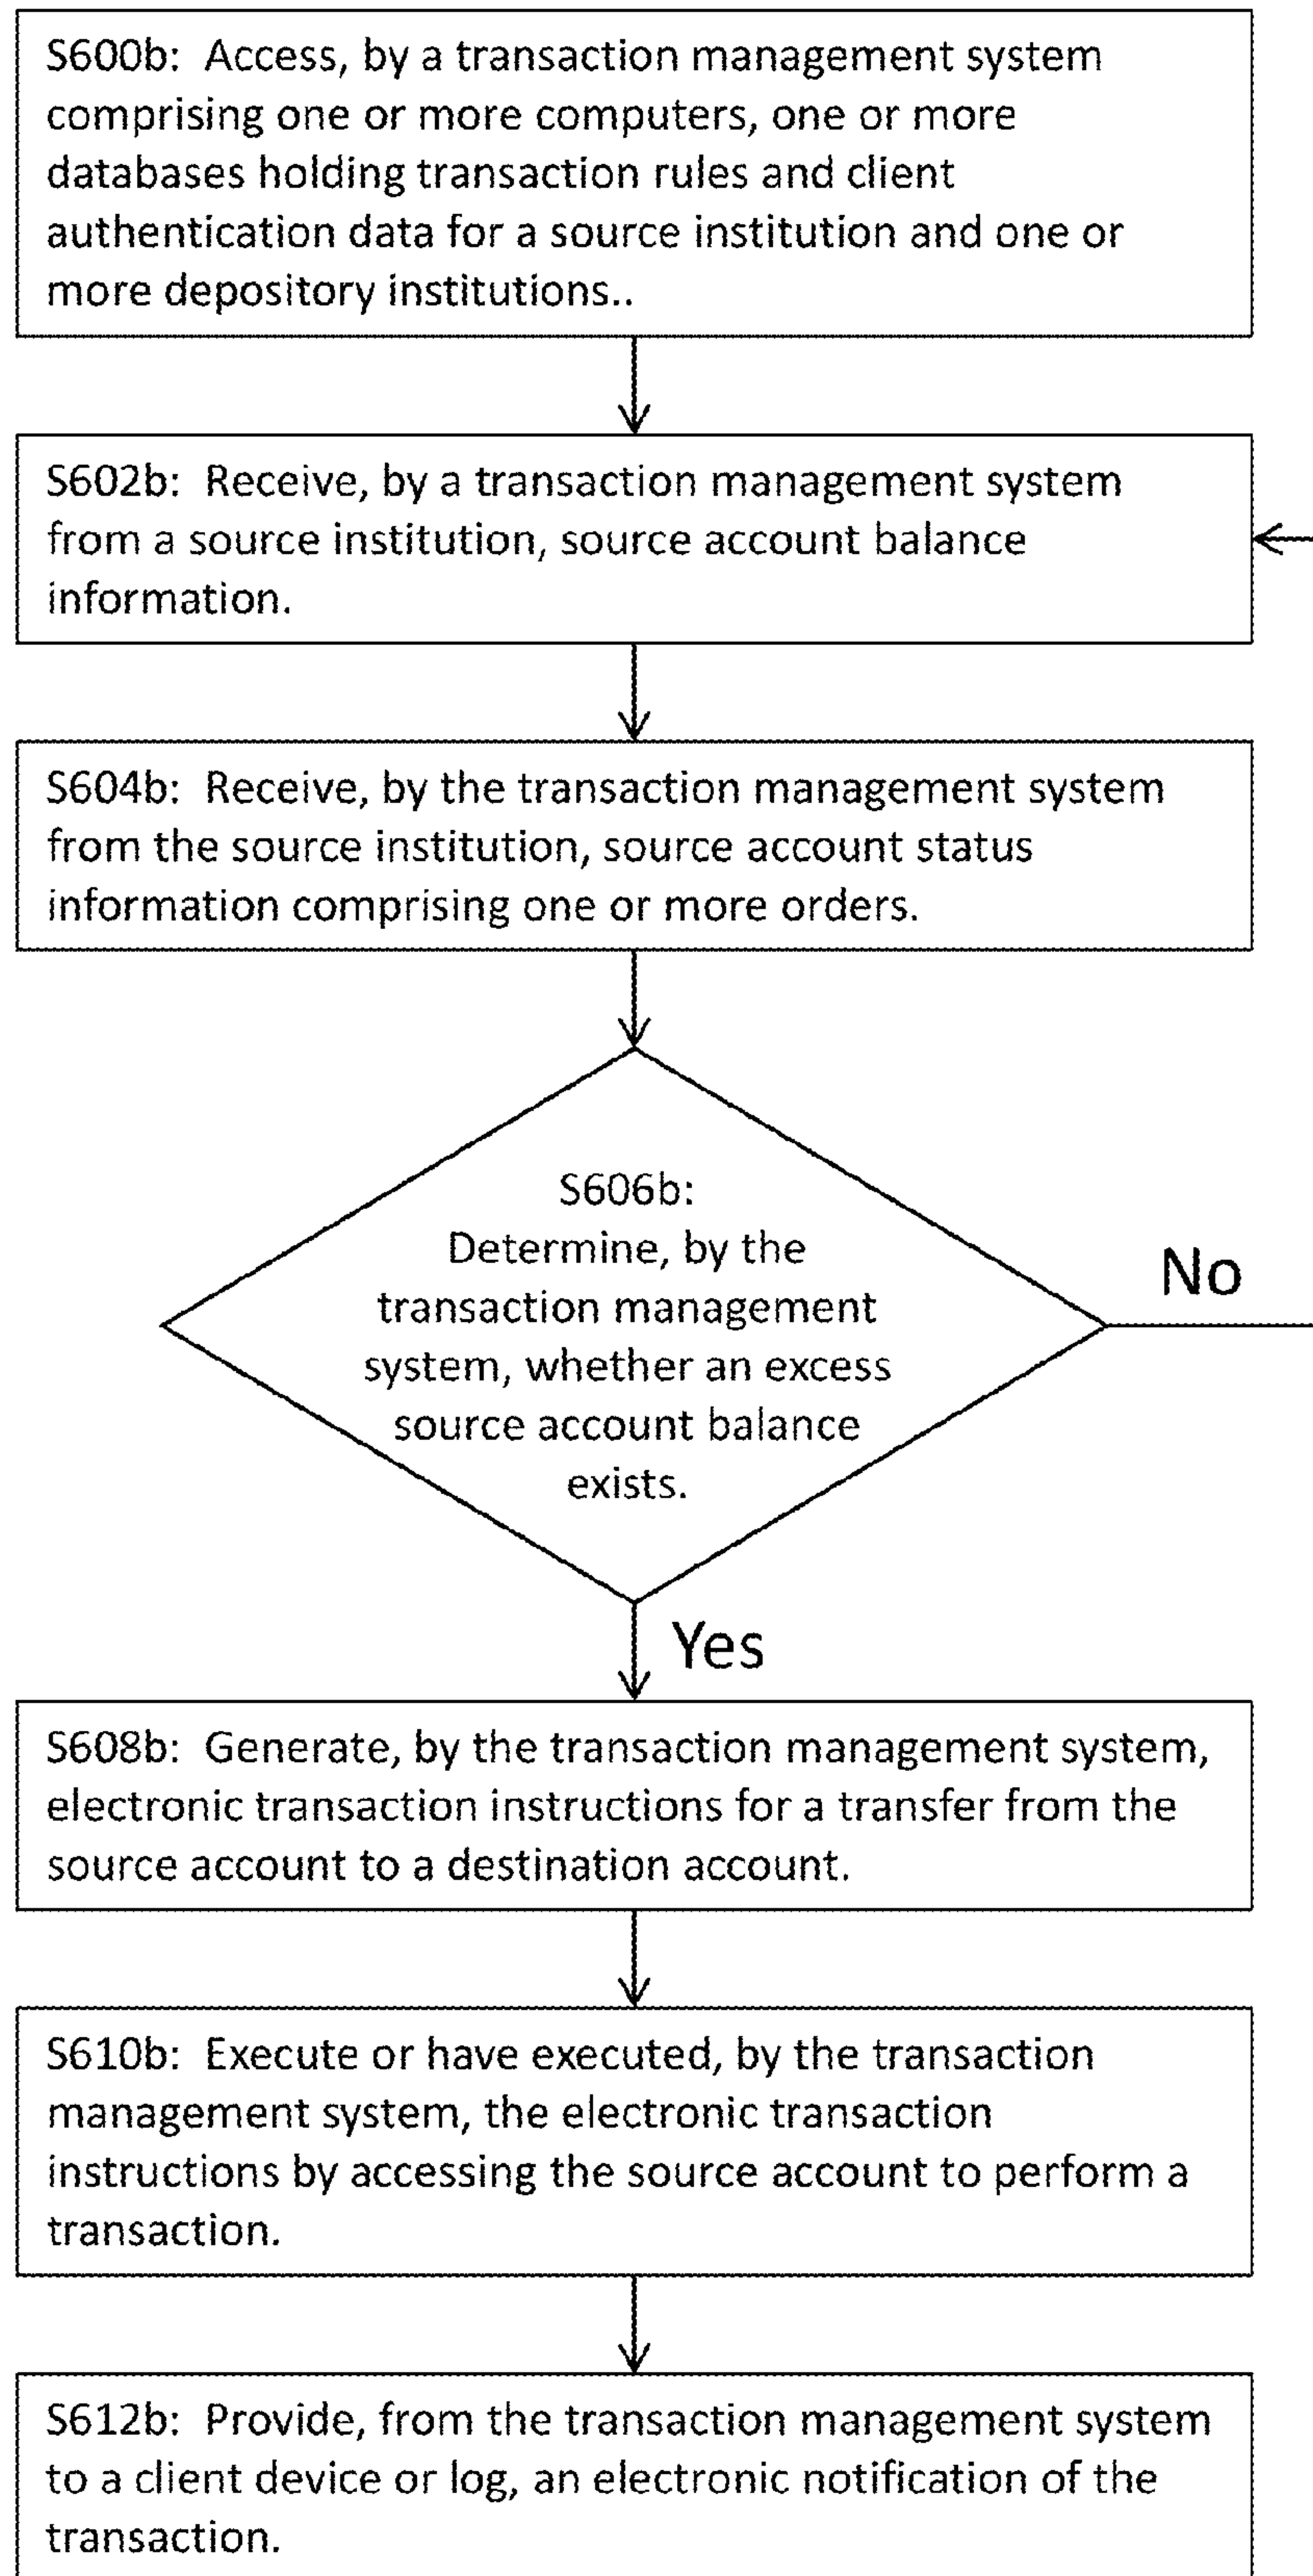 S600b: Access, by a transaction management system
comprising one or more computers, one or more
databases holding transaction rules and client
authentication data for a source institution and one or
more depository institutions..
S602b: Receive, by a transaction management system
from a source institution, source account balance
information.
S604b: Receive, by the transaction management system
from the source institution, source account status
information comprising one or more orders.
S606b:
Determine, by the
transaction management
system, whether an excess
source account balance
exists.
No
Yes
S608b: Generate, by the transaction management system,
electronic transaction instructions for a transfer from the
source account to a destination account.
S610b: Execute or have executed, by the transaction
management system, the electronic transaction
instructions by accessing the source account to perform a
transaction.
S612b: Provide, from the transaction management system
to a client device or log, an electronic notification of the
transaction.